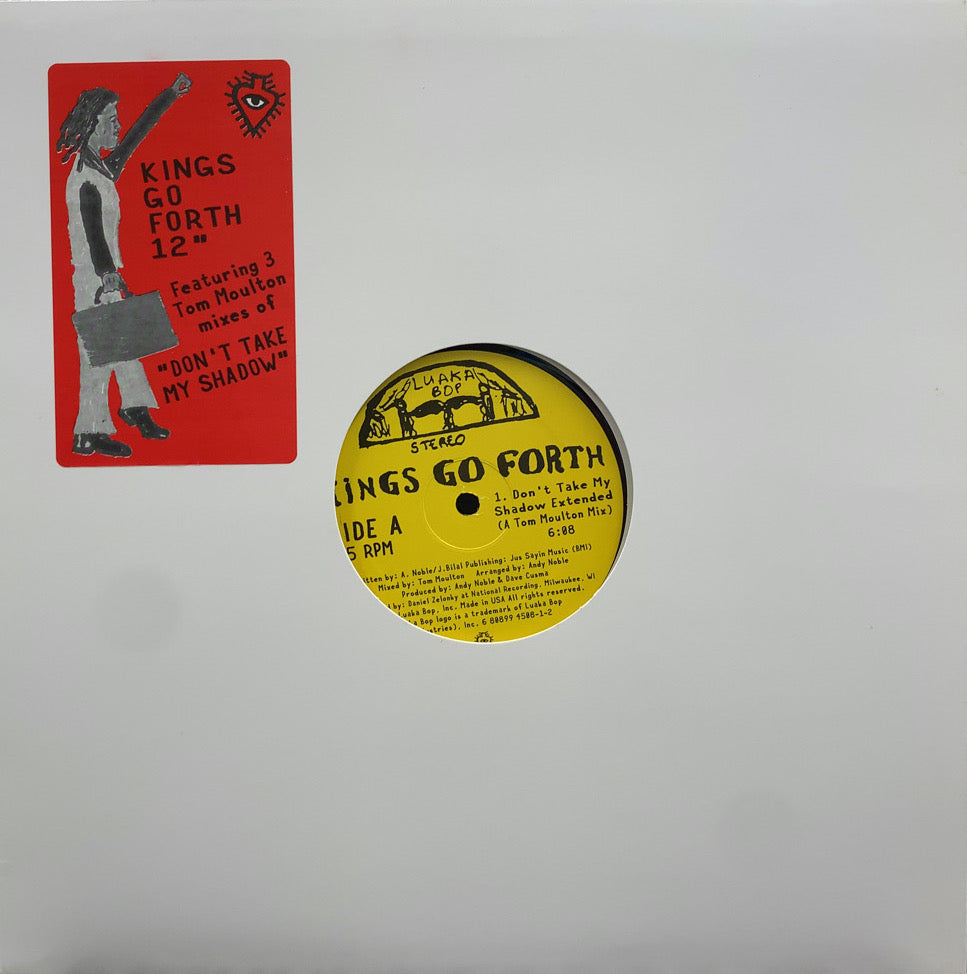 KINGS
GO
FORTH
12"
Featuring 3
Tom Moulton
mixes of
"DON'T TAKE
MY SHADOW"
LUAKA
BOP
STEREO
KINGS GO FORTH
1. Don't Take My
Shadow Extended
(A Tom Moulton Mix)
6:08
IDE A
5 RPM
itten by: A. Noble/J.Bilal Publishing: Jus Sayin Music (BMI)
Mixed by: Tom Moulton Arranged by: Andy Noble
Produced by: Andy Noble & Dave Cusma
d by: Daniel Zelonky at National Recording, Milwaukee, WI
Luaka Bop, Inc. Made in USA All rights reserved.
a Bop logo is a trademark of Luaka Bop
stries), Inc. 6 80899 4508-1-2